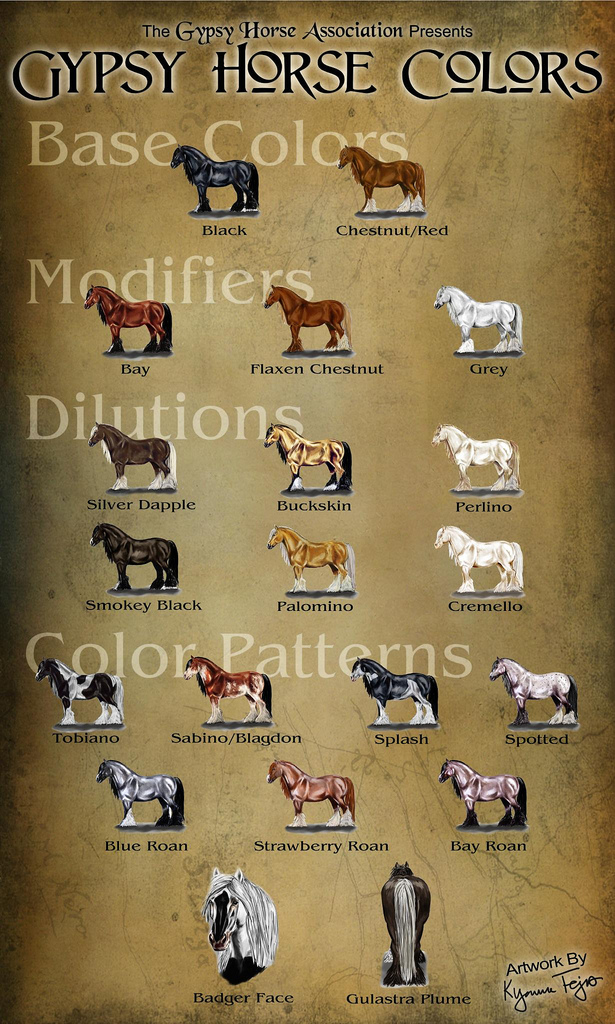 The Gypsy Horse Association Presents
GYPSY HORSE COLORS
Base Colors
Black Chestnut/Red
Modifiers
Bay Flaxen Chestnut Grey
Dilutions
Silver Dapple Buckskin Perlino
Smokey Black Palomino Cremello
Color Patterns
Tobiano Sabino/Blagdon Splash Spotted
Blue Roan Strawberry Roan Bay Roan
Badger Face Gulastra Plume
Artwork By